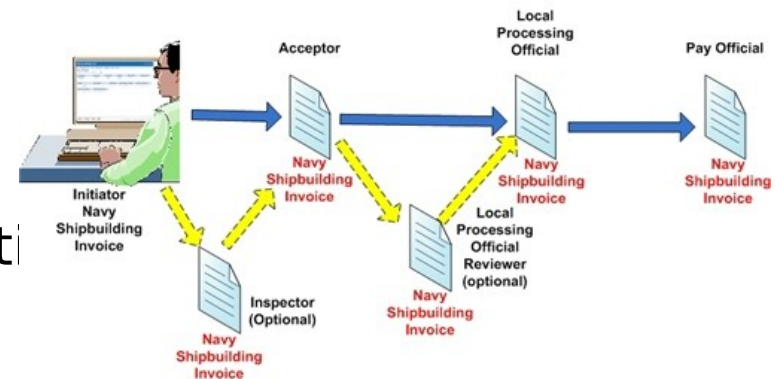 Local
Processing
Official
Acceptor
Pay Official
Navy
Shipbuilding
Invoice
Navy
Shipbuilding
Invoice
Navy
Shipbuilding
Invoice
Initiator
Navy
Shipbuilding
Invoice
Local
Processing
Official
Reviewer
(optional)
Inspector
(Optional)
Navy
Shipbuilding
Invoice
Navy
Shipbuilding
Invoice
ti